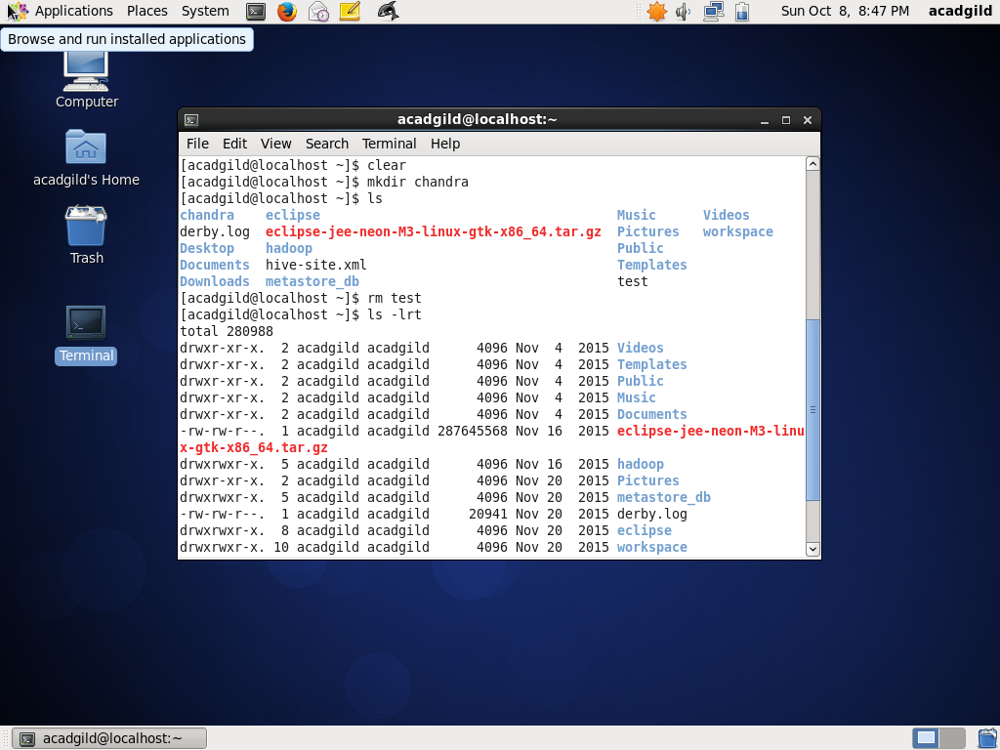 Applications Places System Sun Oct 8, 8:47 PM acadgild
Browse and run installed applications
Computer
acadgild's Home
Trash
Terminal
acadgild@localhost:~
File Edit View Search Terminal Help
[acadgild@localhost ~]$ clear
[acadgild@localhost ~]$ mkdir chandra
[acadgild@localhost ~]$ ls
chandra eclipse Music Videos
derby.log eclipse-jee-neon-M3-linux-gtk-x86_64.tar.gz Pictures workspace
Desktop hadoop Public
Documents hive-site.xml Templates
Downloads metastore_db test
[acadgild@localhost ~]$ rm test
[acadgild@localhost ~]$ ls -lrt
total 280988
drwxr-xr-x. 2 acadgild acadgild 4096 Nov 4 2015 Videos
drwxr-xr-x. 2 acadgild acadgild 4096 Nov 4 2015 Templates
drwxr-xr-x. 2 acadgild acadgild 4096 Nov 4 2015 Public
drwxr-xr-x. 2 acadgild acadgild 4096 Nov 4 2015 Music
drwxr-xr-x. 2 acadgild acadgild 4096 Nov 4 2015 Documents
-rw-rw-r--. 1 acadgild acadgild 287645568 Nov 16 2015 eclipse-jee-neon-M3-linu
x-gtk-x86_64.tar.gz
drwxrwxr-x. 5 acadgild acadgild 4096 Nov 16 2015 hadoop
drwxr-xr-x. 2 acadgild acadgild 4096 Nov 20 2015 Pictures
drwxrwxr-x. 5 acadgild acadgild 4096 Nov 20 2015 metastore_db
-rw-rw-r--. 1 acadgild acadgild 20941 Nov 20 2015 derby.log
drwxrwxr-x. 8 acadgild acadgild 4096 Nov 20 2015 eclipse
drwxrwxr-x. 10 acadgild acadgild 4096 Nov 20 2015 workspace
acadgild@localhost:~